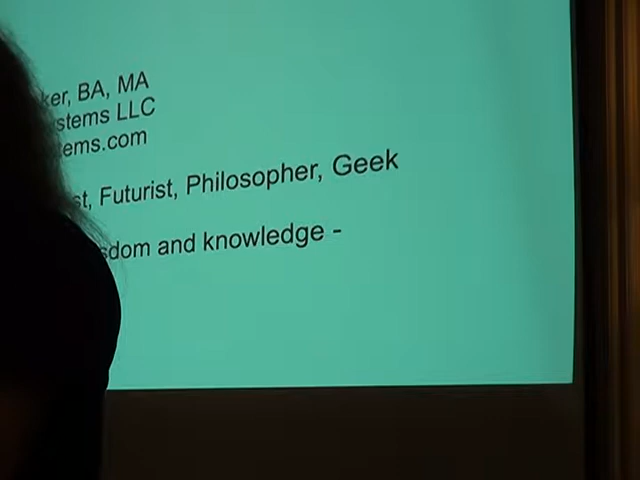 ker, BA, MA
stems LLC
ems.com
st, Futurist, Philosopher, Geek
sdom and knowledge -